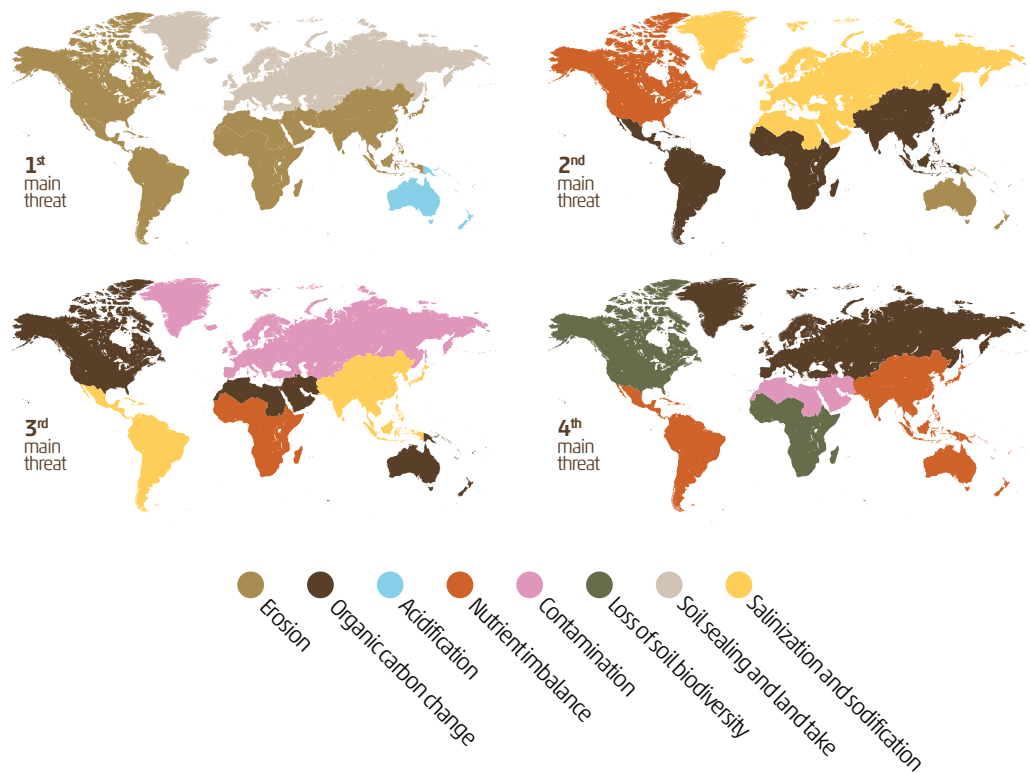 1st
main
threat
2nd
main
threat
3rd
main
threat
4th
main
threat
Erosion
Organic carbon change
Acidification
Nutrient imbalance
Contamination
Loss of soil biodiversity
Soil sealing and land take
Salinization and sodification